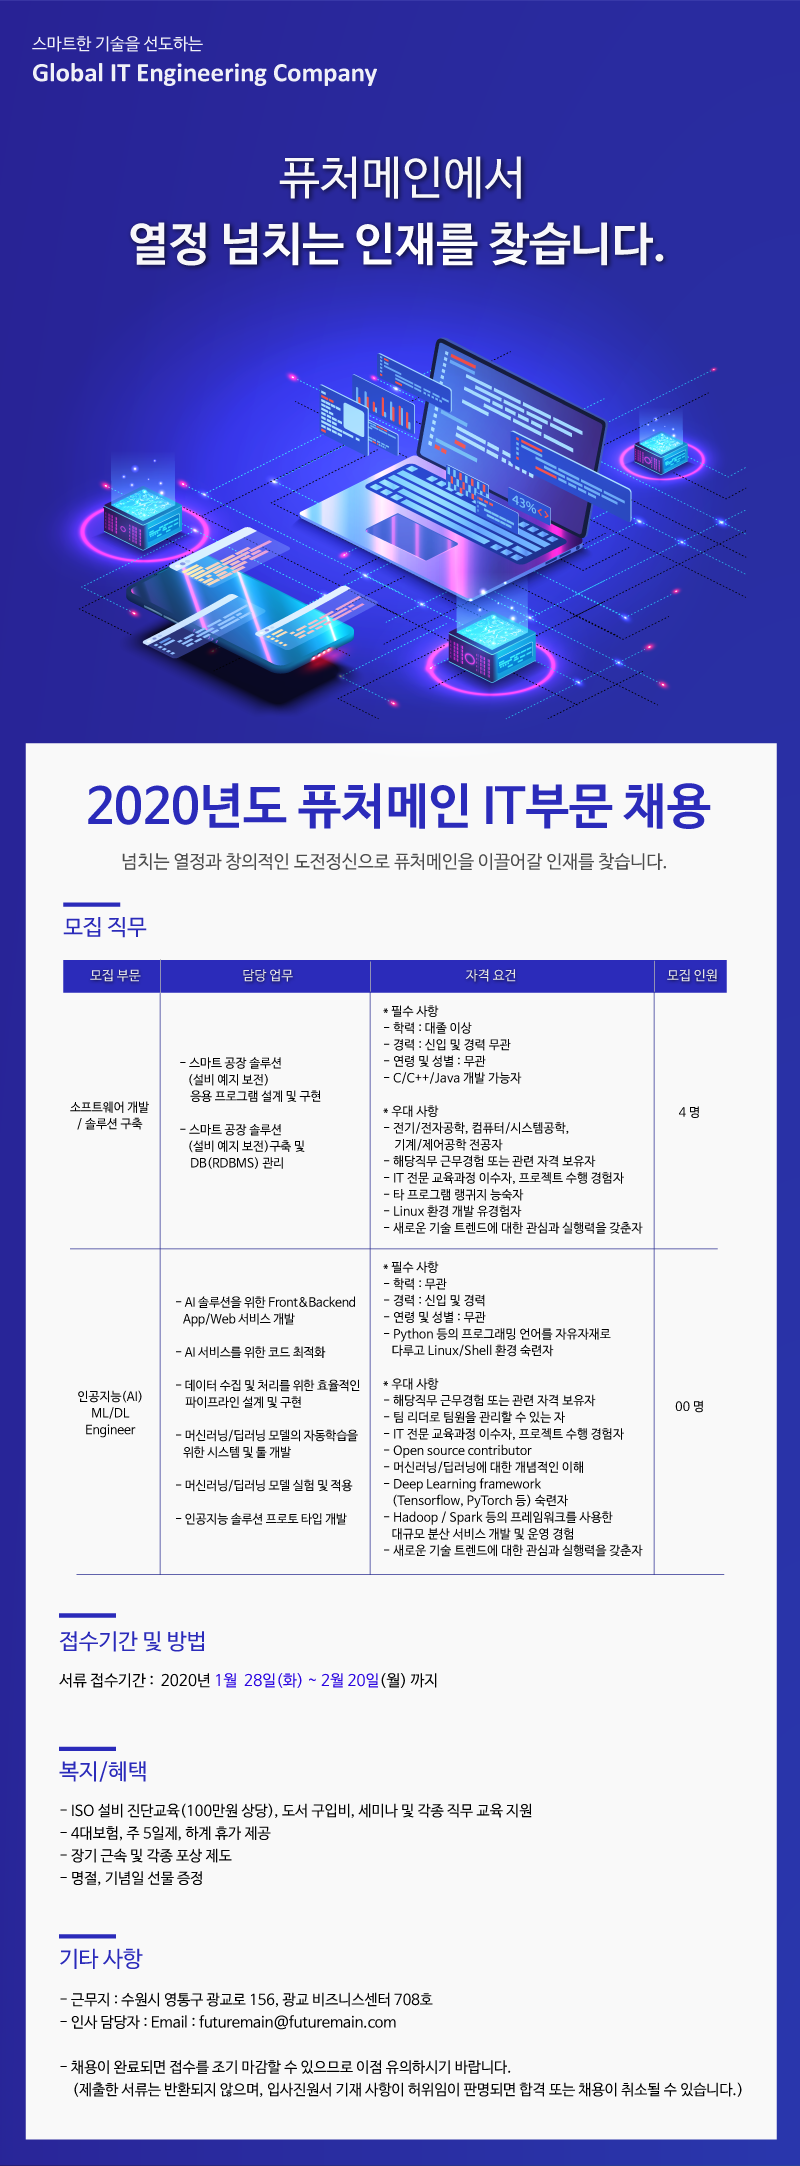 스마트한 기술을 선도하는
Global IT Engineering Company
퓨처메인에서
열정 넘치는 인재를 찾습니다.
43%<>
2020년도 퓨처메인 IT부문 채용
넘치는 열정과 창의적인 도전정신으로 퓨처메인을 이끌어갈 인재를 찾습니다.
모집 직무
모집 부문 담당 업무 자격 요건 모집 인원
소프트웨어 개발
/ 솔루션 구축
- 스마트 공장 솔루션
(설비 예지 보전)
응용 프로그램 설계 및 구현
- 스마트 공장 솔루션
(설비 예지 보전)구축 및
DB(RDBMS) 관리
* 필수 사항
- 학력 : 대졸 이상
- 경력 : 신입 및 경력 무관
- 연령 및 성별 : 무관
- C/C++/Java 개발 가능자
* 우대 사항
- 전기/전자공학, 컴퓨터/시스템공학,
기계/제어공학 전공자
- 해당직무 근무경험 또는 관련 자격 보유자
- IT 전문 교육과정 이수자, 프로젝트 수행 경험자
- 타 프로그램 랭귀지 능숙자
- Linux 환경 개발 유경험자
- 새로운 기술 트렌드에 대한 관심과 실행력을 갖춘자
4 명
인공지능(AI)
ML/DL
Engineer
- AI 솔루션을 위한 Front&Backend
App/Web 서비스 개발
- AI 서비스를 위한 코드 최적화
- 데이터 수집 및 처리를 위한 효율적인
파이프라인 설계 및 구현
- 머신러닝/딥러닝 모델의 자동학습을
위한 시스템 및 툴 개발
- 머신러닝/딥러닝 모델 실험 및 적용
- 인공지능 솔루션 프로토 타입 개발
* 필수 사항
- 학력 : 무관
- 경력 : 신입 및 경력
- 연령 및 성별 : 무관
- Python 등의 프로그래밍 언어를 자유자재로
다루고 Linux/Shell 환경 숙련자
* 우대 사항
- 해당직무 근무경험 또는 관련 자격 보유자
- 팀 리더로 팀원을 관리할 수 있는 자
- IT 전문 교육과정 이수자, 프로젝트 수행 경험자
- Open source contributor
- 머신러닝/딥러닝에 대한 개념적인 이해
- Deep Learning framework
(Tensorflow, PyTorch 등) 숙련자
- Hadoop / Spark 등의 프레임워크를 사용한
대규모 분산 서비스 개발 및 운영 경험
- 새로운 기술 트렌드에 대한 관심과 실행력을 갖춘자
00 명
접수기간 및 방법
서류 접수기간 : 2020년 1월 28일(화) ~ 2월 20일(월) 까지
복지/혜택
- ISO 설비 진단교육(100만원 상당), 도서 구입비, 세미나 및 각종 직무 교육 지원
- 4대보험, 주 5일제, 하계 휴가 제공
- 장기 근속 및 각종 포상 제도
- 명절, 기념일 선물 증정
기타 사항
- 근무지 : 수원시 영통구 광교로 156, 광교 비즈니스센터 708호
- 인사 담당자 : Email : futuremain@futuremain.com
- 채용이 완료되면 접수를 조기 마감할 수 있으므로 이점 유의하시기 바랍니다.
(제출한 서류는 반환되지 않으며, 입사진원서 기재 사항이 허위임이 판명되면 합격 또는 채용이 취소될 수 있습니다.)